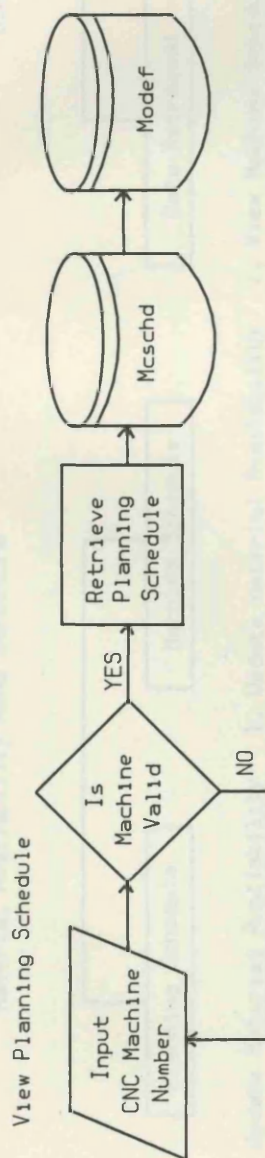 View Planning Schedule
Input
CNC Machine
Number
Is
Machine
Valid
YES
NO
Retrieve
Planning
Schedule
Mcschd
Modef